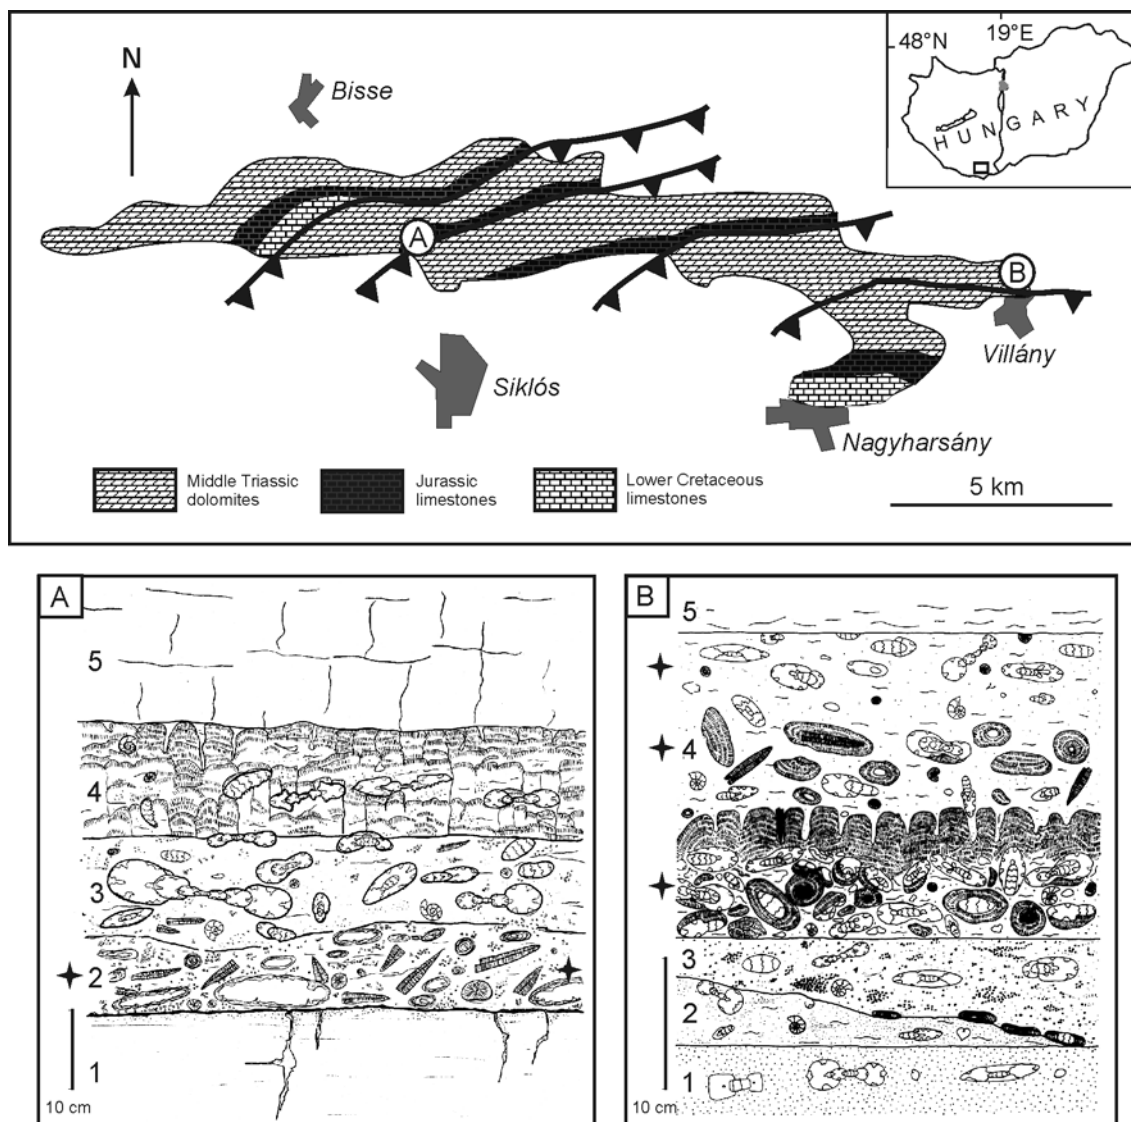 N
Bisse
48°N
19°E
HUNGARY
A
B
Siklós
Villány
Nagyharsány
Middle Triassic
dolomites
Jurassic
limestones
Lower Cretaceous
limestones
5 km
A
5
4
3
2
1
10 cm
B
5
4
3
2
1
10 cm